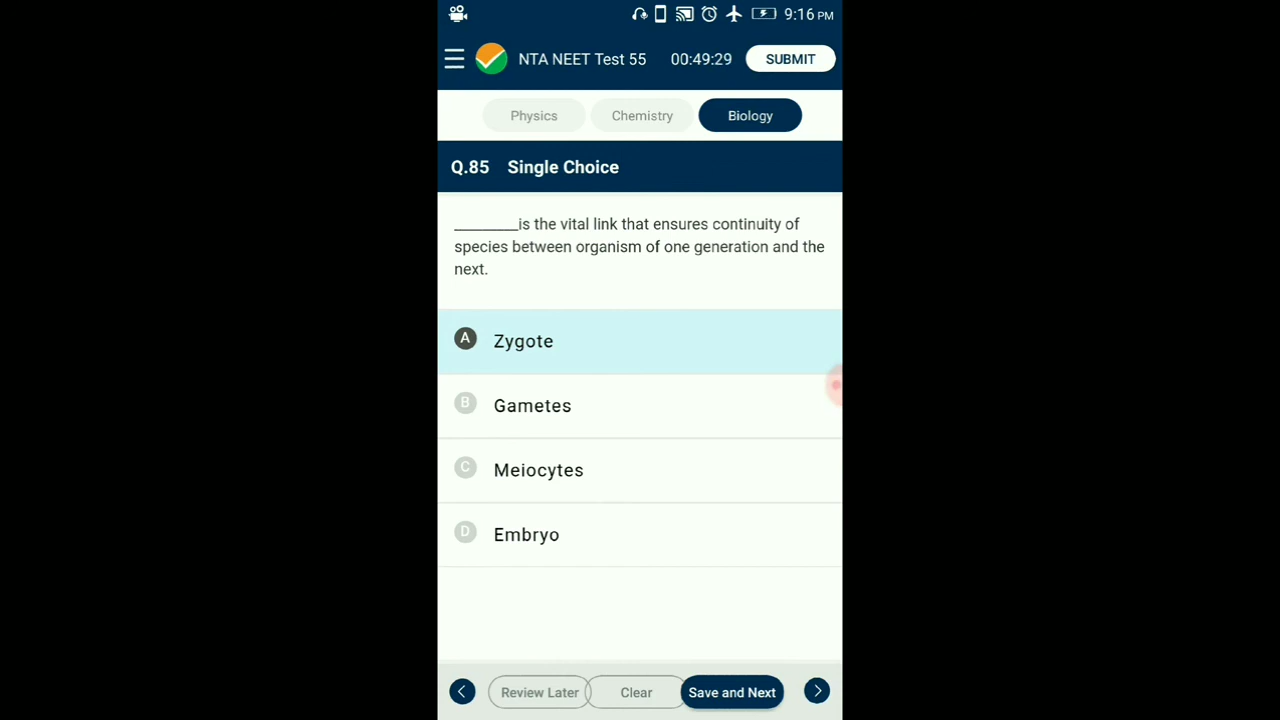 9:16 PM
NTA NEET Test 55 00:49:29 SUBMIT
Physics Chemistry Biology
Q.85 Single Choice
_________is the vital link that ensures continuity of
species between organism of one generation and the
next.
A Zygote
B Gametes
C Meiocytes
D Embryo
Review Later Clear Save and Next